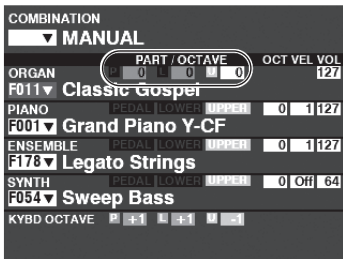 COMBINATION
▼ MANUAL
PART / OCTAVE OCT VEL VOL
ORGAN P 0 L 0 U 0 127
F011▼ Classic Gospel
PIANO PEDAL LOWER UPPER 0 1 127
F001▼ Grand Piano Y-CF
ENSEMBLE PEDAL LOWER UPPER 0 1 127
F178▼ Legato Strings
SYNTH PEDAL LOWER UPPER 0 Off 64
F054▼ Sweep Bass
KYBD OCTAVE P +1 L +1 U -1